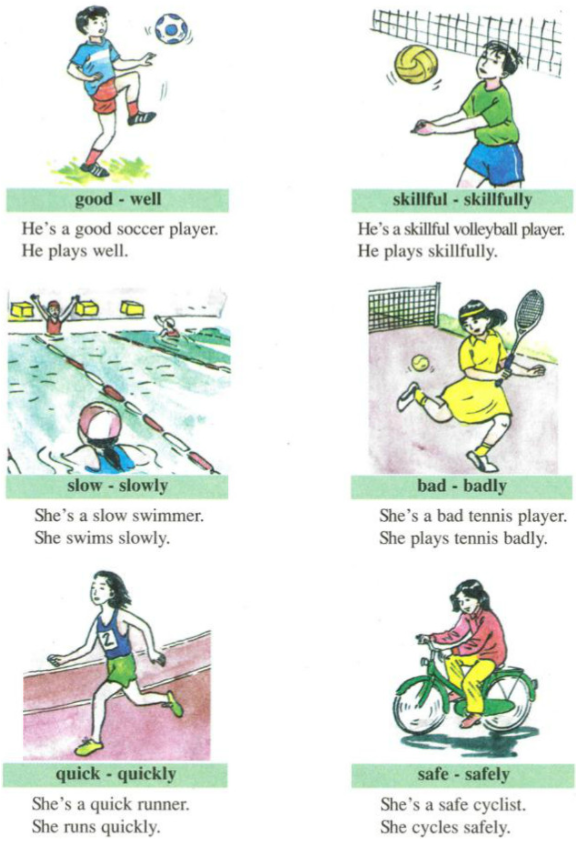 good - well
He's a good soccer player.
He plays well.
skillful - skillfully
He's a skillful volleyball player.
He plays skillfully.
slow - slowly
She's a slow swimmer.
She swims slowly.
bad - badly
She's a bad tennis player.
She plays tennis badly.
2
quick - quickly
She's a quick runner.
She runs quickly.
safe - safely
She's a safe cyclist.
She cycles safely.